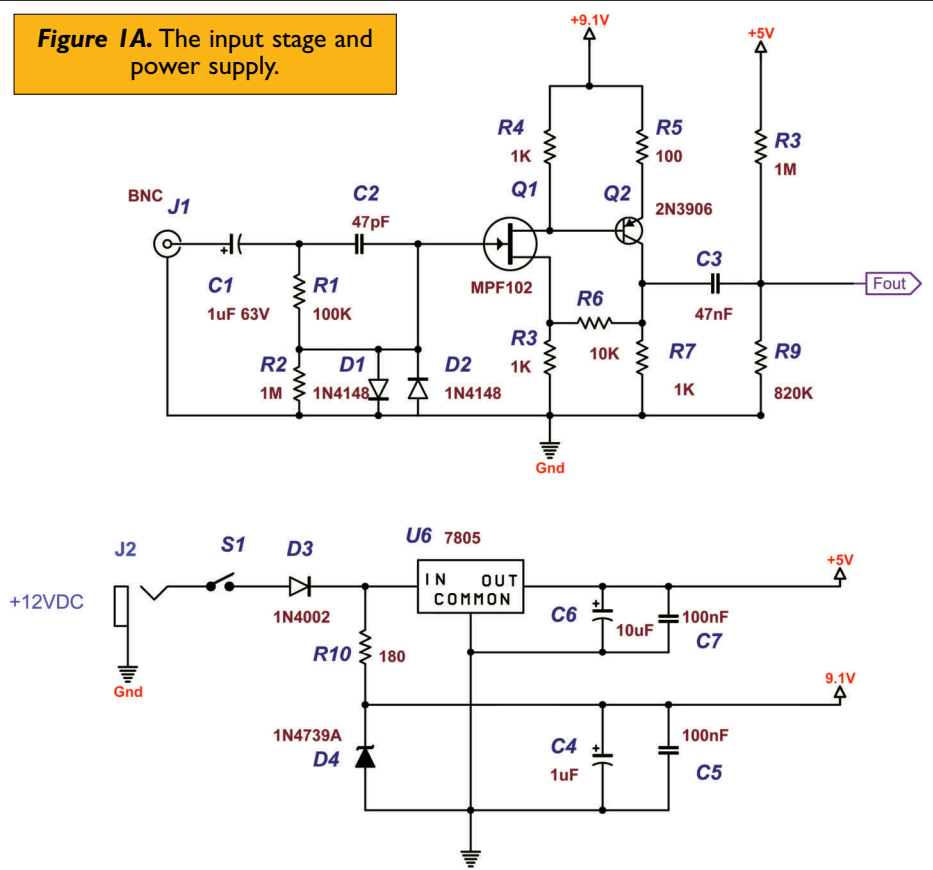 Figure 1A. The input stage and
power supply.
+9.1V
+5V
R4
1K
R5
100
R3
1M
BNC
J1
C2
47pF
Q1
Q2
2N3906
C1
1uF 63V
R1
100K
MPF102
R6
10K
C3
47nF
Fout
R2
1M
D1
1N4148
D2
1N4148
R3
1K
R7
1K
R9
820K
Gnd
J2
S1
D3
U6 7805
+5V
+12VDC
1N4002
IN OUT
COMMON
C6
10uF
100nF
C7
R10
180
Gnd
9.1V
1N4739A
D4
C4
1uF
100nF
C5